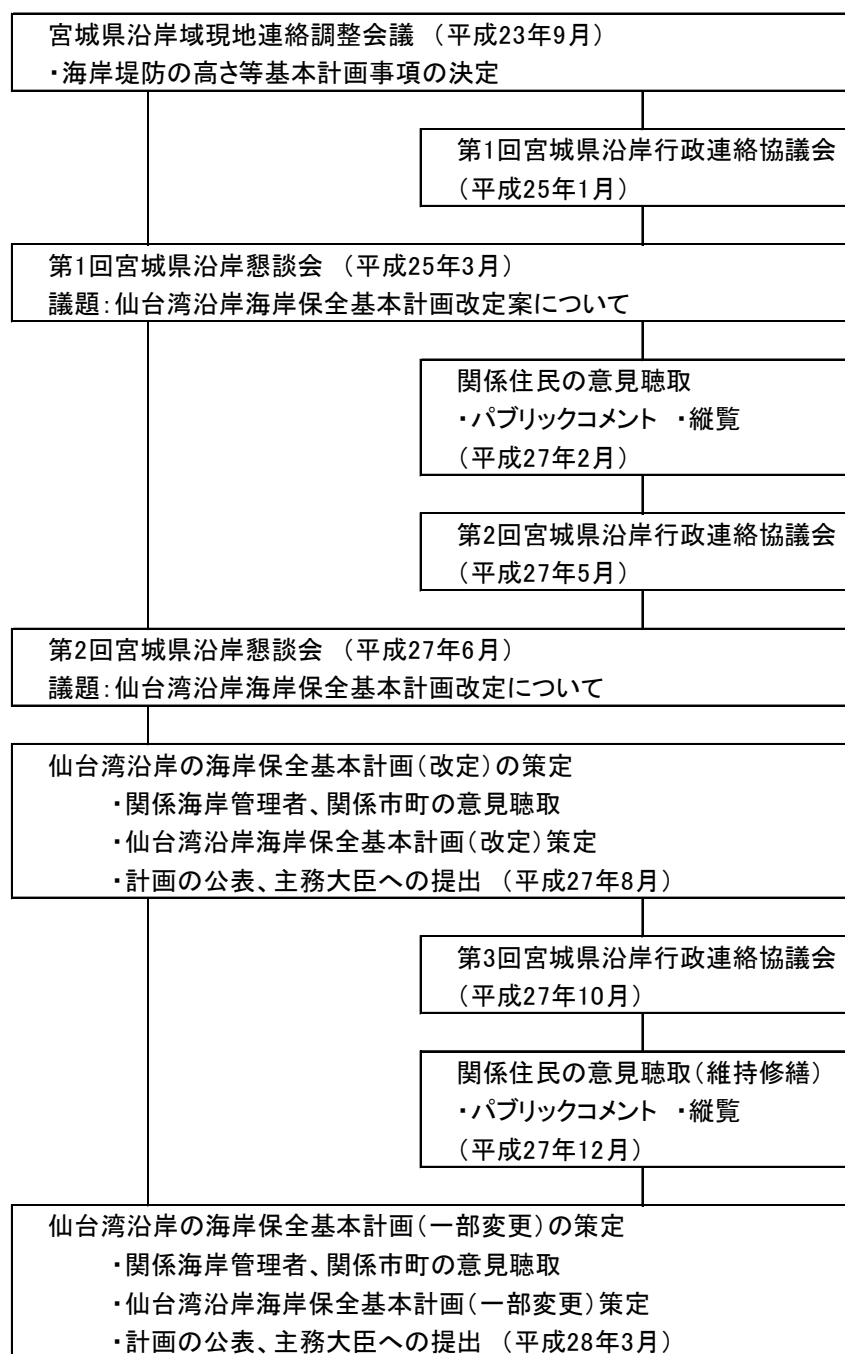 宮城県沿岸域現地連絡調整会議 (平成23年9月)
・海岸堤防の高さ等基本計画事項の決定
第1回宮城県沿岸行政連絡協議会
(平成25年1月)
第1回宮城県沿岸懇談会 (平成25年3月)
議題:仙台湾沿岸海岸保全基本計画改定案について
関係住民の意見聴取
・パブリックコメント ・縦覧
(平成27年2月)
第2回宮城県沿岸行政連絡協議会
(平成27年5月)
第2回宮城県沿岸懇談会 (平成27年6月)
議題:仙台湾沿岸海岸保全基本計画改定について
仙台湾沿岸の海岸保全基本計画(改定)の策定
・関係海岸管理者、関係市町の意見聴取
・仙台湾沿岸海岸保全基本計画(改定)策定
・計画の公表、主務大臣への提出 (平成27年8月)
第3回宮城県沿岸行政連絡協議会
(平成27年10月)
関係住民の意見聴取(維持修繕)
・パブリックコメント ・縦覧
(平成27年12月)
仙台湾沿岸の海岸保全基本計画(一部変更)の策定
・関係海岸管理者、関係市町の意見聴取
・仙台湾沿岸海岸保全基本計画(一部変更)策定
・計画の公表、主務大臣への提出 (平成28年3月)